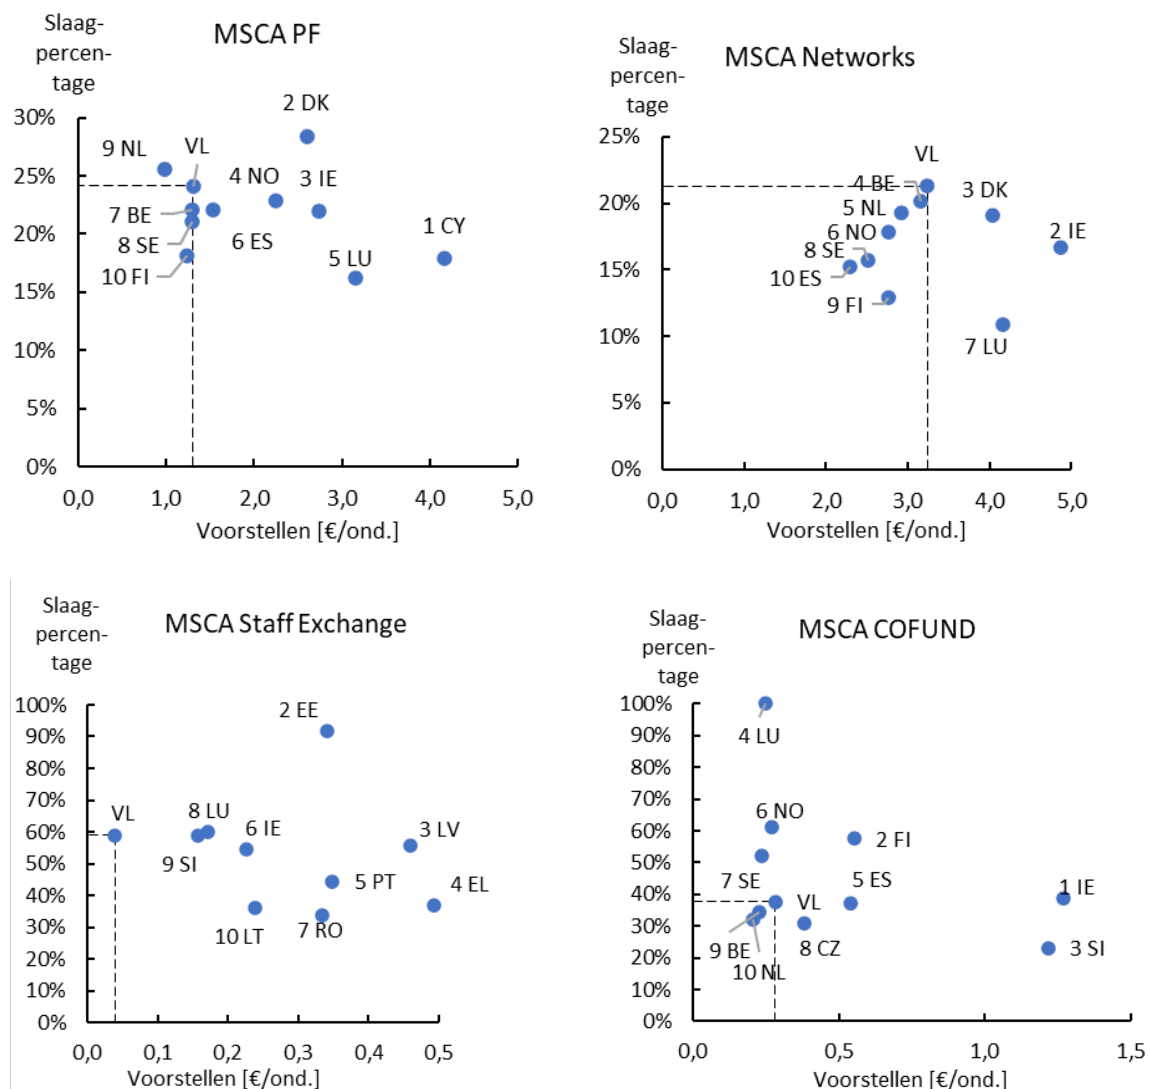 Slaag-
percen-
tage
MSCA PF
30%
25%
20%
15%
10%
5%
0%
2 DK
9 NL
VL
4 NO
3 IE
7 BE
8 SE
6 ES
1 CY
10 FI
5 LU
0,0
1,0
2,0
3,0
4,0
5,0
Voorstellen [€/ond.]
Slaag-
percen-
tage
MSCA Networks
25%
20%
15%
10%
5%
0%
VL
4 BE
3 DK
5 NL
6 NO
2 IE
8 SE
10 ES
9 FI
7 LU
0,0
1,0
2,0
3,0
4,0
5,0
Voorstellen [€/ond.]
Slaag-
percen-
tage
MSCA Staff Exchange
100%
90%
80%
70%
60%
50%
40%
30%
20%
10%
0%
2 EE
VL
8 LU
6 IE
3 LV
9 SI
5 PT
4 EL
10 LT
7 RO
0,0
0,1
0,2
0,3
0,4
0,5
Voorstellen [€/ond.]
Slaag-
percen-
tage
MSCA COFUND
100%
90%
80%
70%
60%
50%
40%
30%
20%
10%
0%
4 LU
6 NO
2 FI
7 SE
5 ES
1 IE
VL
9 BE
8 CZ
3 SI
10 NL
0,0
0,5
1,0
1,5
Voorstellen [€/ond.]